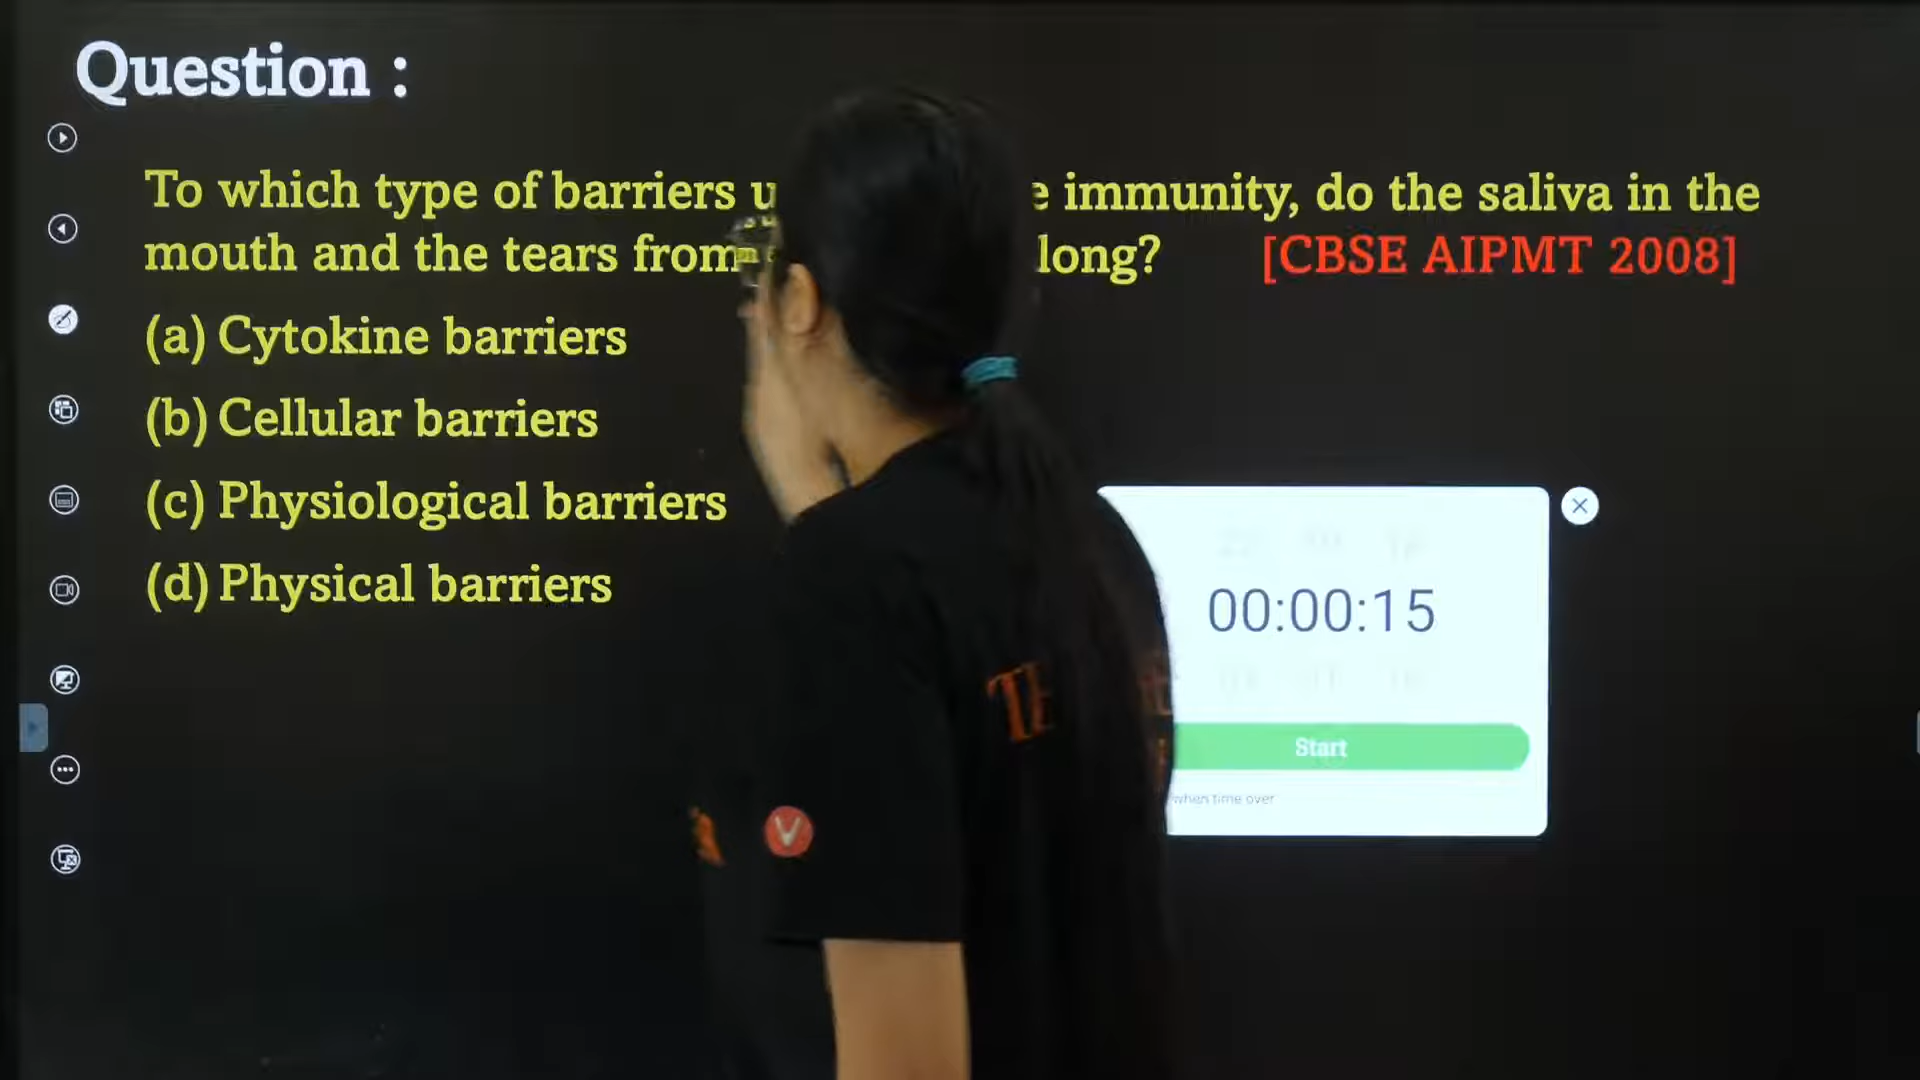 Question :
To which type of barriers immunity, do the saliva in the
mouth and the tears from [CBSE AIPMT 2008]
(a) Cytokine barriers
(b) Cellular barriers
(c) Physiological barriers
(d) Physical barriers
00:00:15
Start
when time over
V